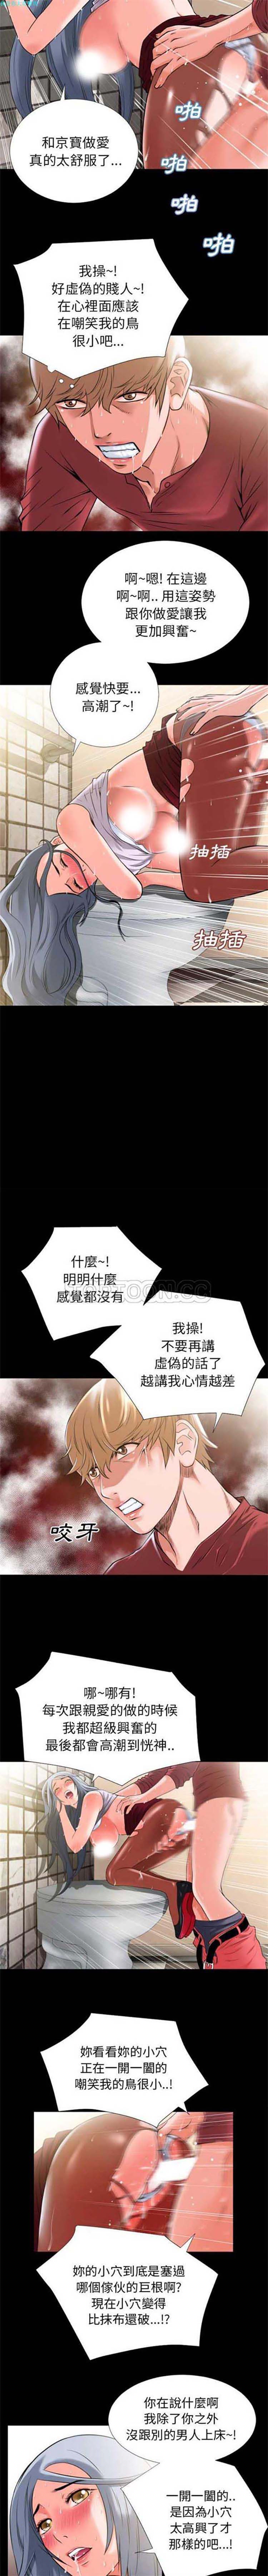 啪
和京寶做愛
真的太舒服了...
啪
啪
啪
我操~!
好虛偽的賤人~!
在心裡面應該
在嘲笑我的鳥
很小吧...
啊~嗯! 在這邊
啊~啊.. 用這姿勢
跟你做愛讓我
更加興奮~
感覺快要...
高潮了~!
抽插
抽插
什麼~!
明明什麼
感覺都沒有
我操!
不要再講
虛偽的話了
越講我心情越差
咬牙
哪~哪有!
每次跟親愛的做的時候
我都超級興奮的
最後都會高潮到恍神..
妳看看妳的小穴
正在一開一闔的
嘲笑我的鳥很小..!
妳的小穴到底是塞過
哪個傢伙的巨根啊?
現在小穴變得
比抹布還破...!?
你在說什麼啊
我除了你之外
沒跟別的男人上床~!
一開一闔的..
是因為小穴
太高興了才
那樣的吧...!